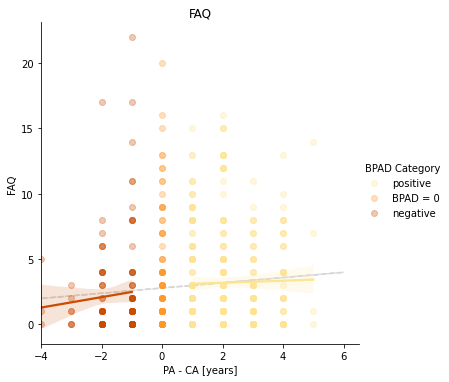 FAQ
FAQ
20
15
10
5
0
−4
−2
0
2
4
6
PA - CA [years]
BPAD Category
positive
BPAD = 0
negative